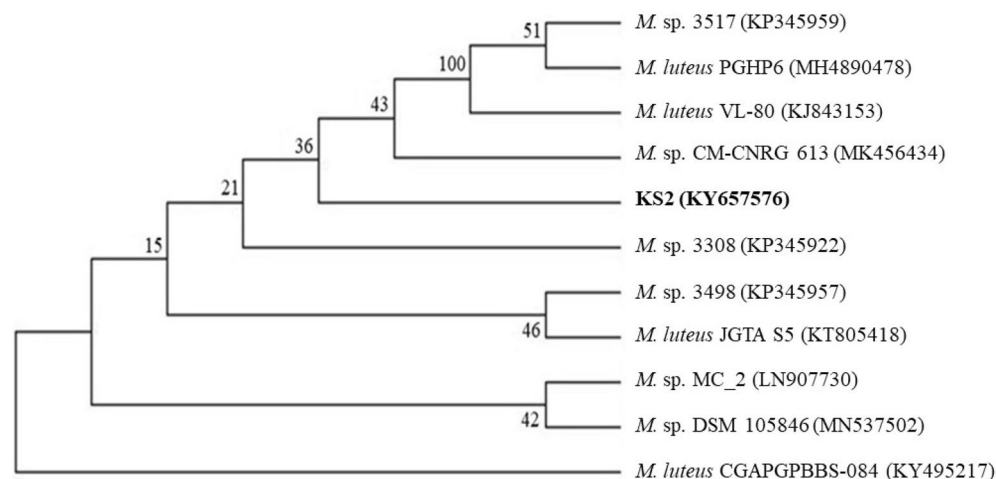 M. sp. 3517 (KP345959)
51
M. luteus PGHP6 (MH4890478)
100
M. luteus VL-80 (KJ843153)
43
M. sp. CM-CNRG 613 (MK456434)
36
KS2 (KY657576)
21
M. sp. 3308 (KP345922)
15
M. sp. 3498 (KP345957)
46
M. luteus JGTA S5 (KT805418)
M. sp. MC_2 (LN907730)
42
M. sp. DSM 105846 (MN537502)
M. luteus CGAPGPBBS-084 (KY495217)